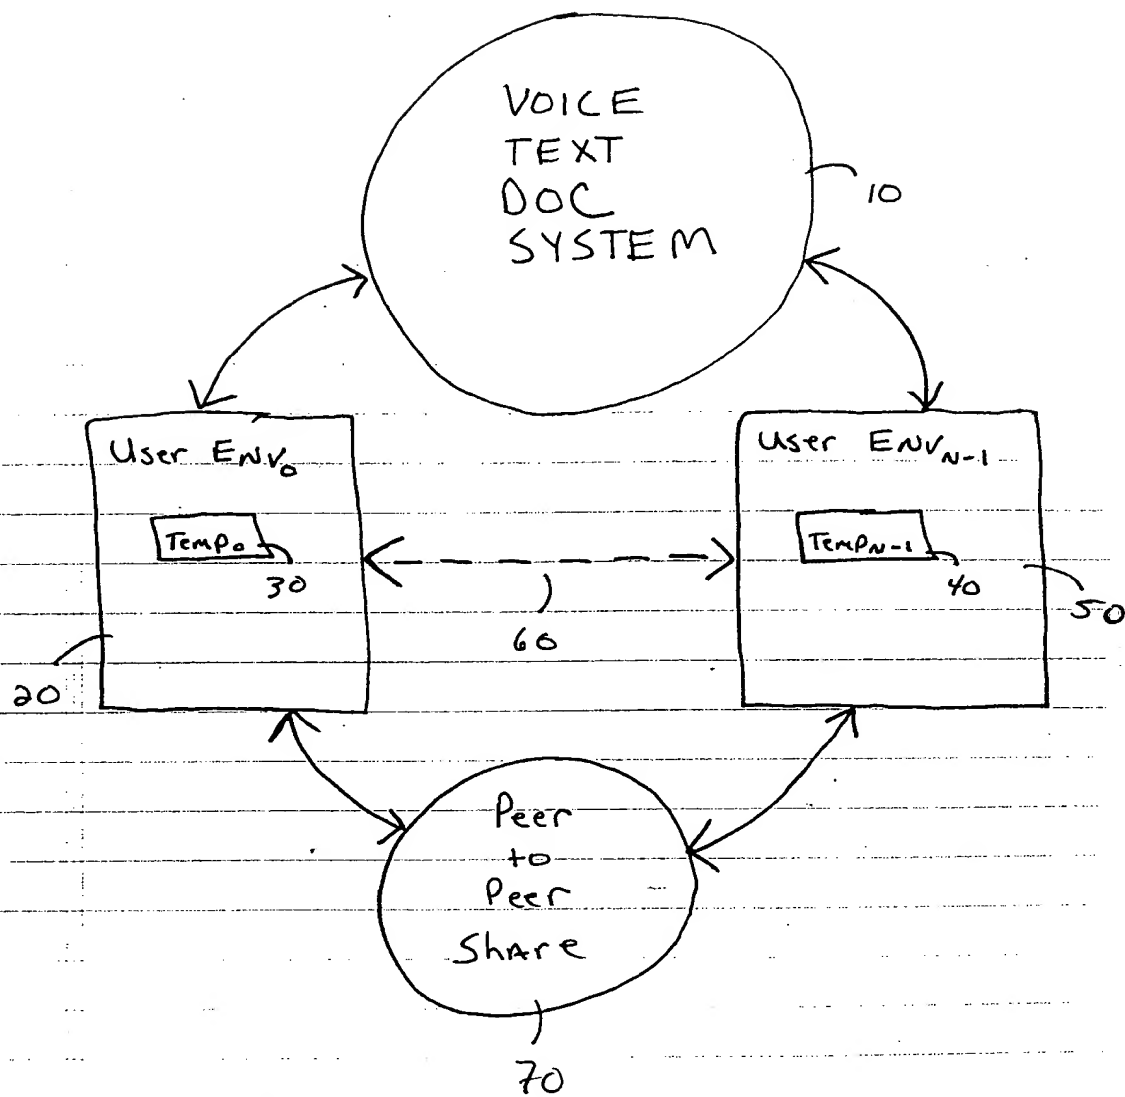 VOICE
TEXT
DOC
SYSTEM
10
User ENV0
User ENVN-1
Temp0
TempN-1
30
40
50
60
20
Peer
to
Peer
Share
70